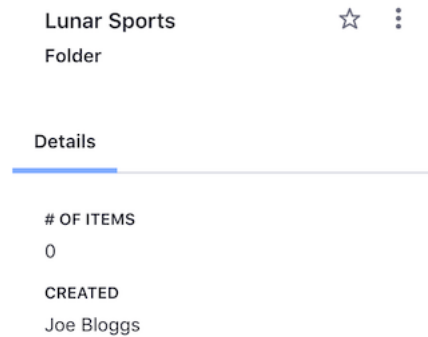 Lunar Sports
Folder
Details
# OF ITEMS
0
CREATED
Joe Bloggs